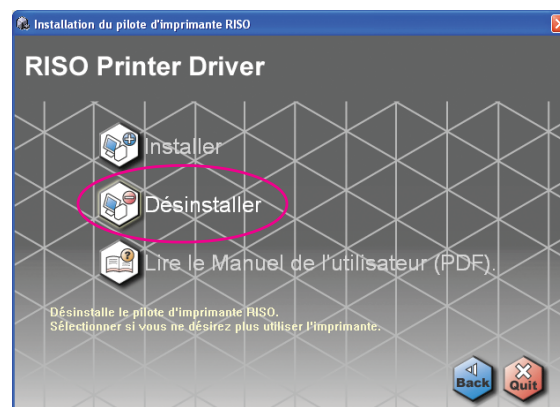 Installation du pilote d'imprimante RISO
RISO Printer Driver
Installer
Désinstaller
Lire le Manuel de l'utilisateur (PDF).
Désinstalle le pilote d'imprimante RISO.
Sélectionner si vous ne désirez plus utiliser l'imprimante.
Back
Quit